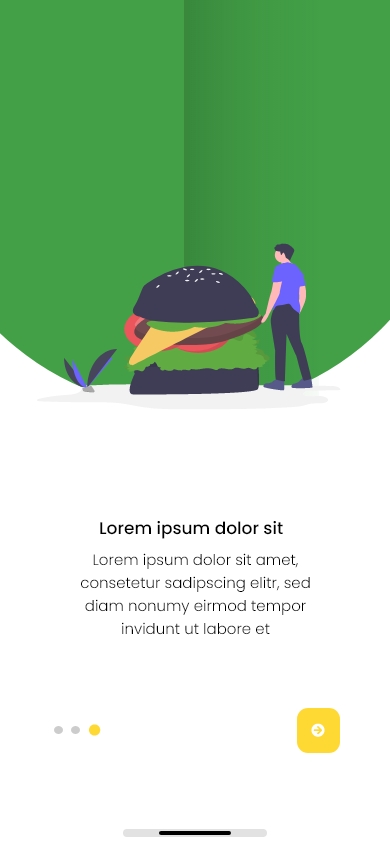 Lorem ipsum dolor sit
Lorem ipsum dolor sit amet,
consetetur sadipscing elitr, sed
diam nonumy eirmod tempor
invidunt ut labore et